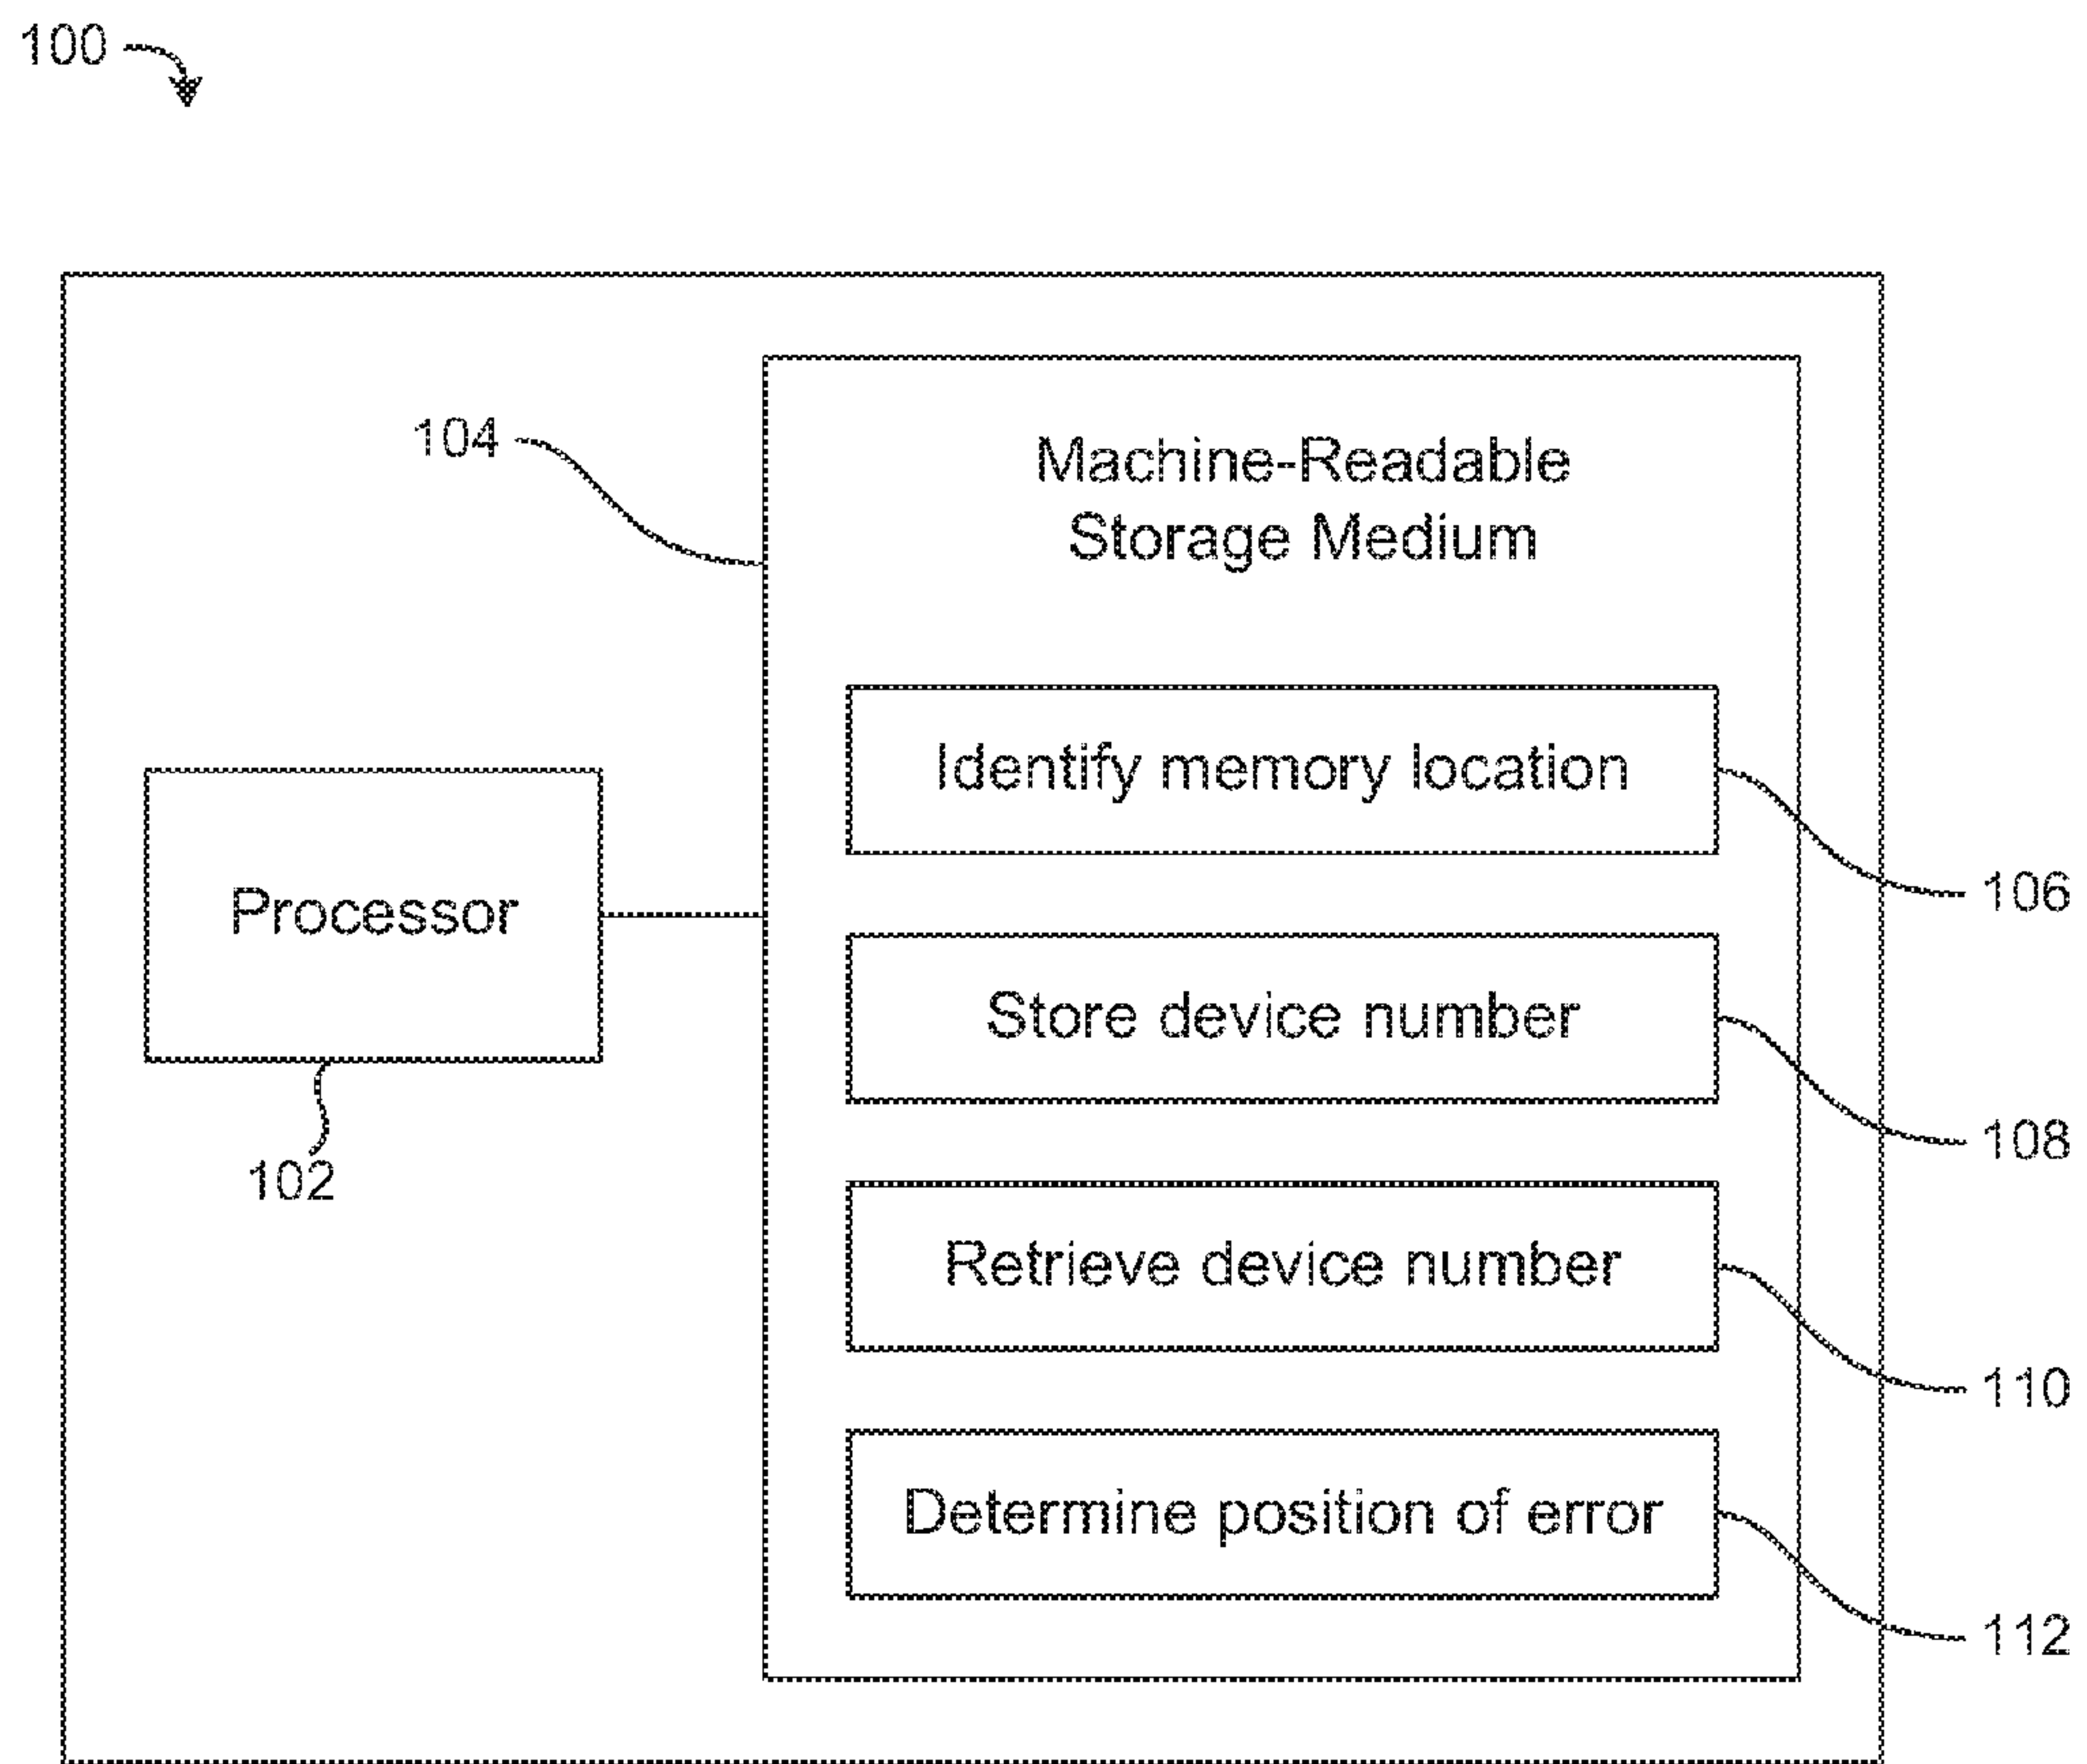 100
104
Machine-Readable
Storage Medium
Identify memory location
106
Processor
Store device number
108
102
Retrieve device number
110
Determine position of error
112